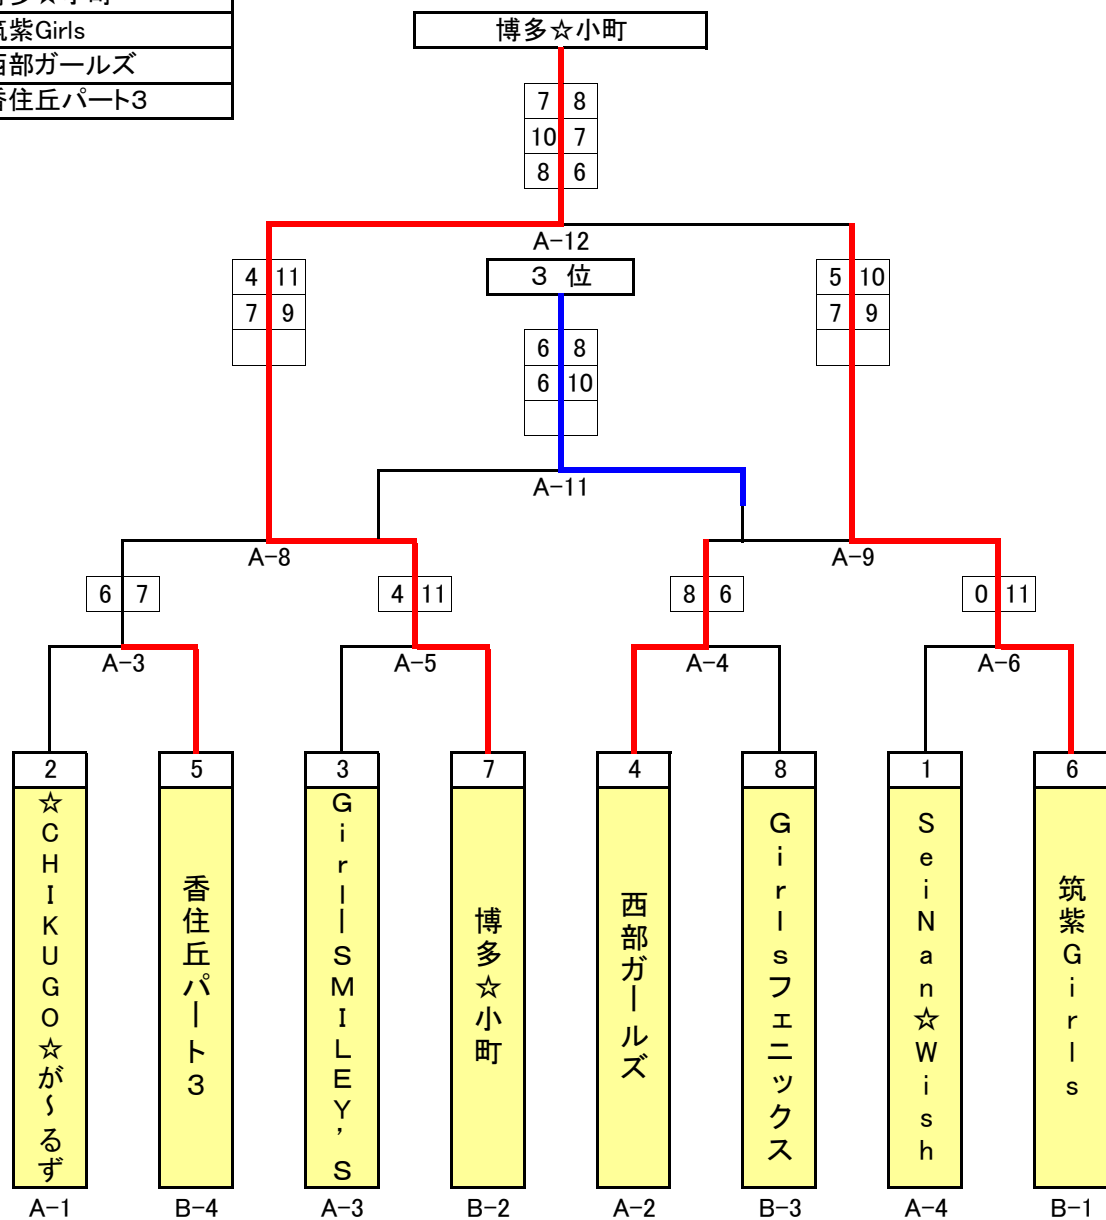 筑紫Girls
西部ガールズ
香住丘パート3
博多☆小町
7 8
10 7
8 6
A-12
3 位
4 11
7 9
5 10
7 9
6 8
6 10
A-11
A-8
A-9
6 7
4 11
8 6
0 11
A-3
A-5
A-4
A-6
2
5
3
7
4
8
1
6
☆CHIKUGO☆が～るず
香住丘パート3
Girl|SMILEY'S
博多☆小町
西部ガールズ
Girlsフェニックス
SeiNan☆Wish
筑紫Girls
A-1
B-4
A-3
B-2
A-2
B-3
A-4
B-1